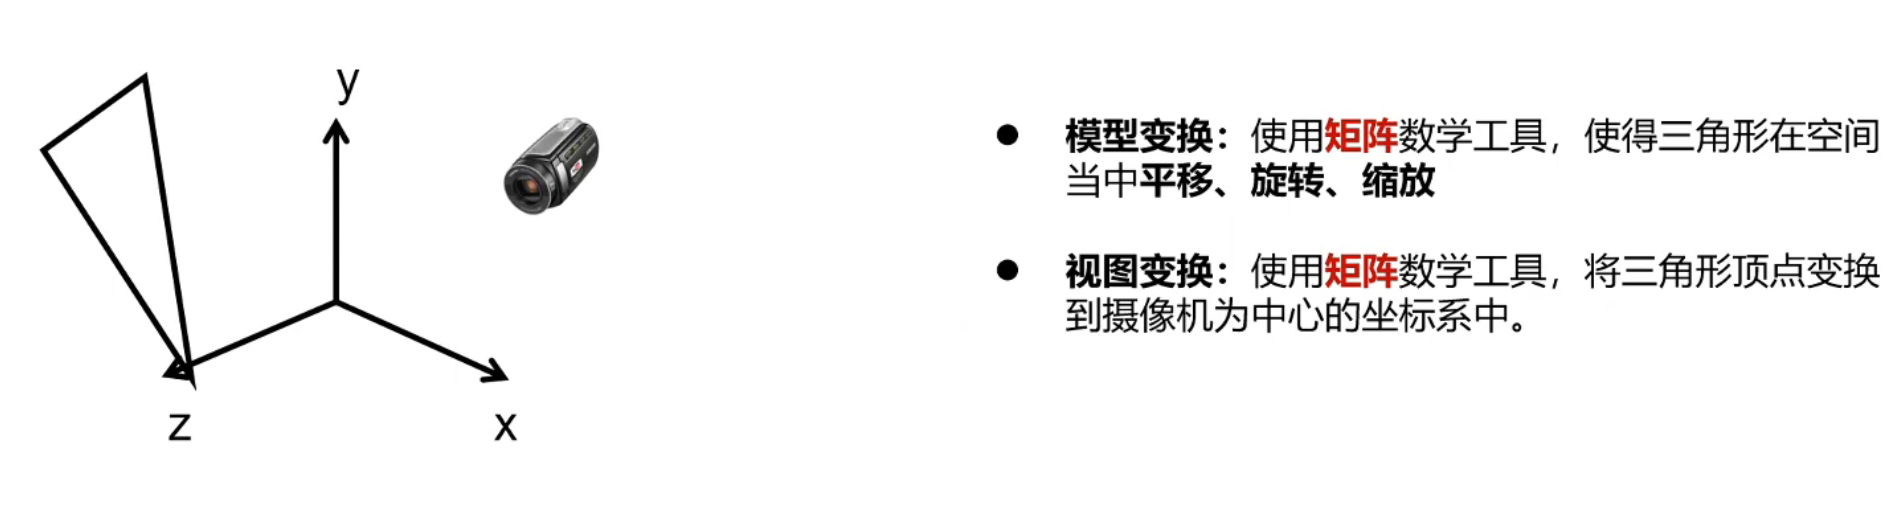 y
z
x
● 模型变换：使用矩阵数学工具，使得三角形在空间
当中平移、旋转、缩放
● 视图变换：使用矩阵数学工具，将三角形顶点变换
到摄像机为中心的坐标系中。